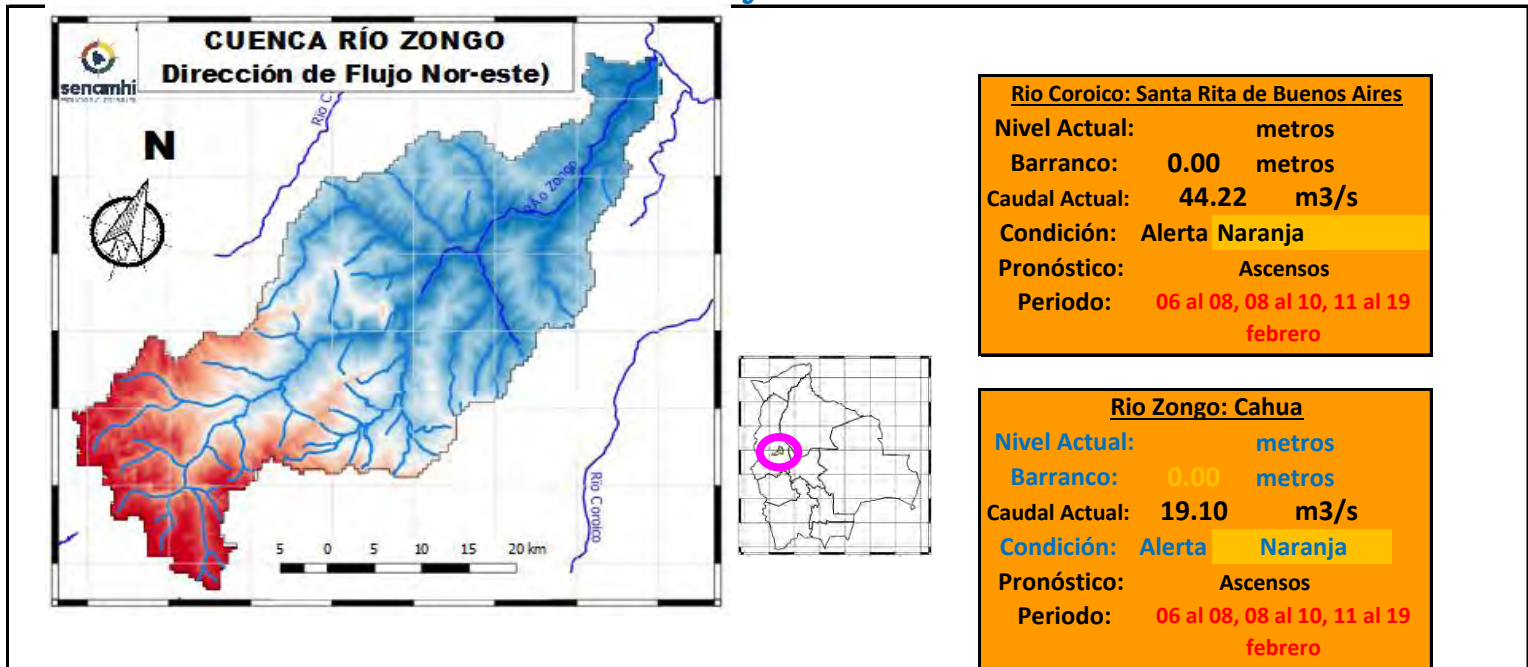 CUENCA RÍO ZONGO
Dirección de Flujo Nor-este)
senamhi
N
Río Zongo
Río Coroico
5 0 5 10 15 20 km
Rio Coroico: Santa Rita de Buenos Aires
Nivel Actual: metros
Barranco: 0.00 metros
Caudal Actual: 44.22 m3/s
Condición: Alerta Naranja
Pronóstico: Ascensos
Periodo: 06 al 08, 08 al 10, 11 al 19
febrero
Rio Zongo: Cahua
Nivel Actual: metros
Barranco: 0.00 metros
Caudal Actual: 19.10 m3/s
Condición: Alerta Naranja
Pronóstico: Ascensos
Periodo: 06 al 08, 08 al 10, 11 al 19
febrero